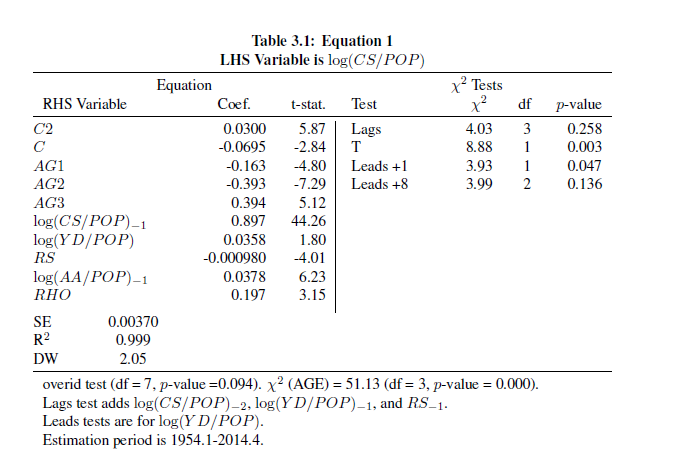 Table 3.1: Equation 1
LHS Variable is log(CS/POP)
Equation χ² Tests
RHS Variable Coef. t-stat. Test χ² df p-value
C2 0.0300 5.87 Lags 4.03 3 0.258
C -0.0695 -2.84 T 8.88 1 0.003
AG1 -0.163 -4.80 Leads +1 3.93 1 0.047
AG2 -0.393 -7.29 Leads +8 3.99 2 0.136
AG3 0.394 5.12
log(CS/POP)₋₁ 0.897 44.26
log(YD/POP) 0.0358 1.80
RS -0.000980 -4.01
log(AA/POP)₋₁ 0.0378 6.23
RHO 0.197 3.15
SE 0.00370
R² 0.999
DW 2.05
overid test (df = 7, p-value =0.094). χ² (AGE) = 51.13 (df = 3, p-value = 0.000).
Lags test adds log(CS/POP)₋₂, log(YD/POP)₋₁, and RS₋₁.
Leads tests are for log(YD/POP).
Estimation period is 1954.1-2014.4.